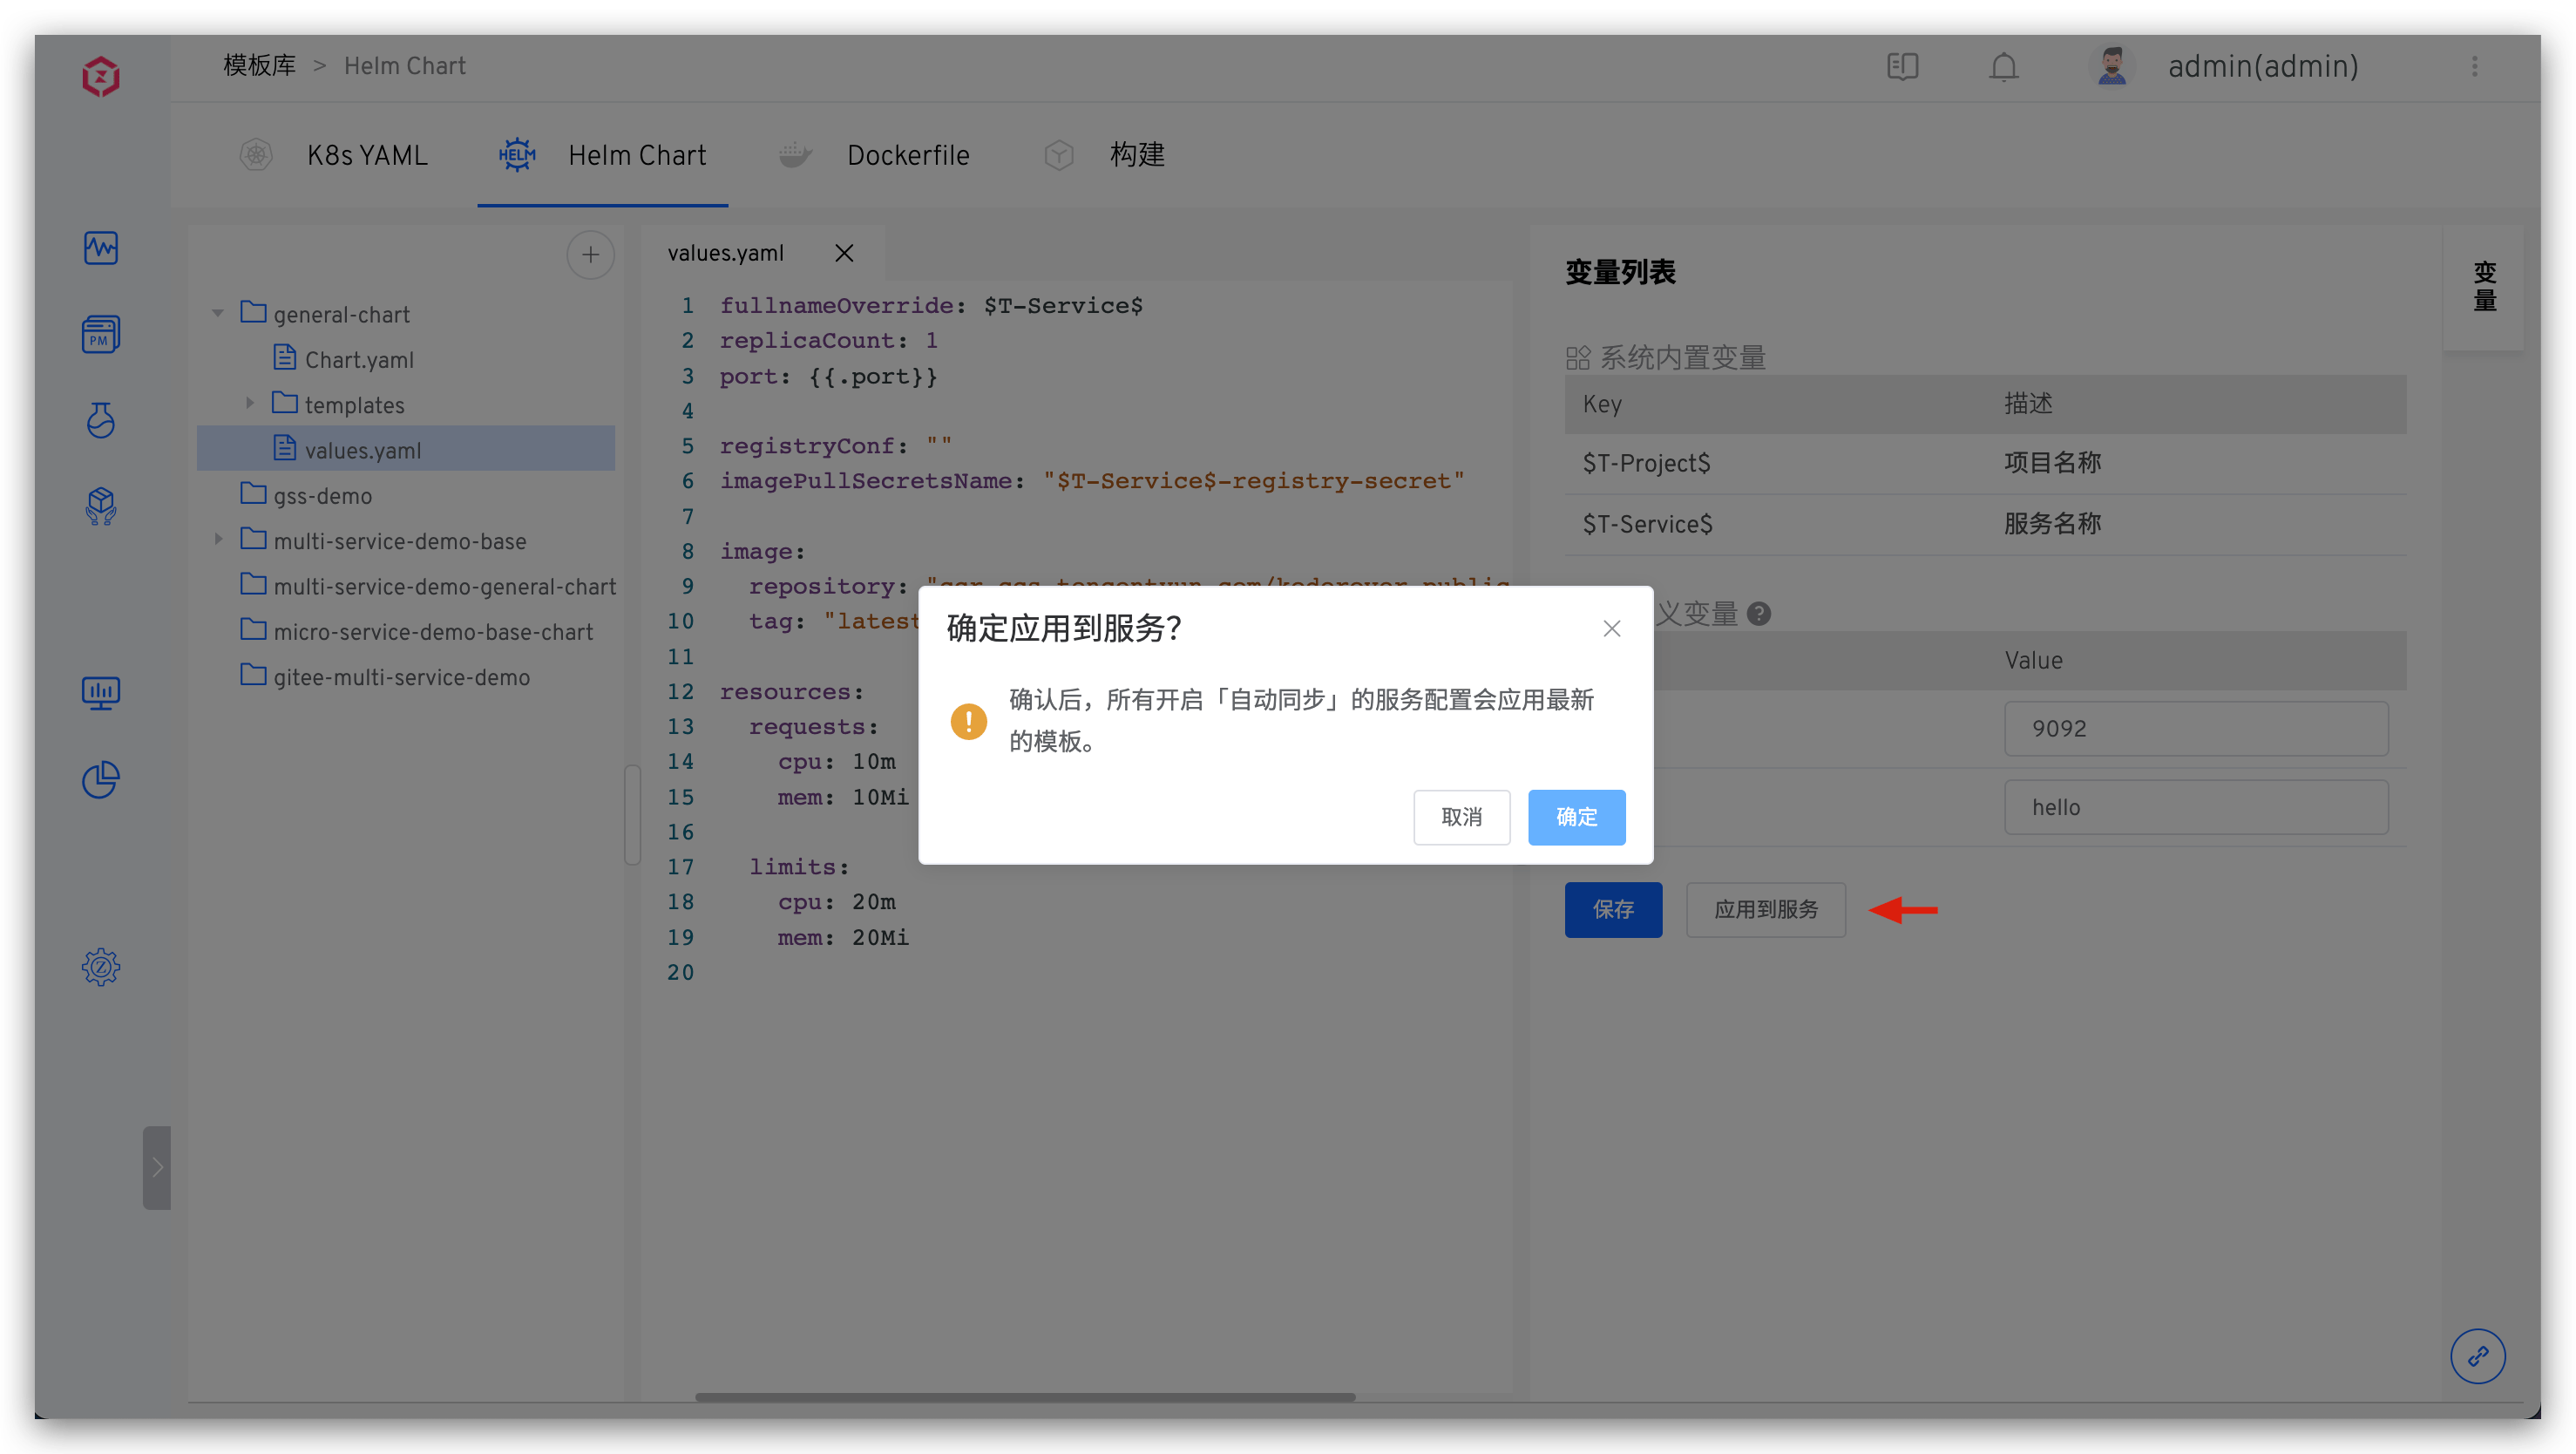 模板库 > Helm Chart
admin(admin)
K8s YAML
Helm Chart
Dockerfile
构建
PM
general-chart
Chart.yaml
templates
values.yaml
gss-demo
multi-service-demo-base
multi-service-demo-general-chart
micro-service-demo-base-chart
gitee-multi-service-demo
values.yaml
1 fullnameOverride: $T-Service$
2 replicaCount: 1
3 port: {{.port}}
4
5 registryConf: ""
6 imagePullSecretsName: "$T-Service$-registry-secret"
7
8 image:
9 repository:
10 tag: "latest
11
12 resources:
13 requests:
14 cpu: 10m
15 mem: 10Mi
16
17 limits:
18 cpu: 20m
19 mem: 20Mi
20
确定应用到服务?
确认后，所有开启「自动同步」的服务配置会应用最新
的模板。
取消
确定
变量列表
系统内置变量
Key 描述
$T-Project$ 项目名称
$T-Service$ 服务名称
义变量
Value
9092
hello
保存
应用到服务
变量